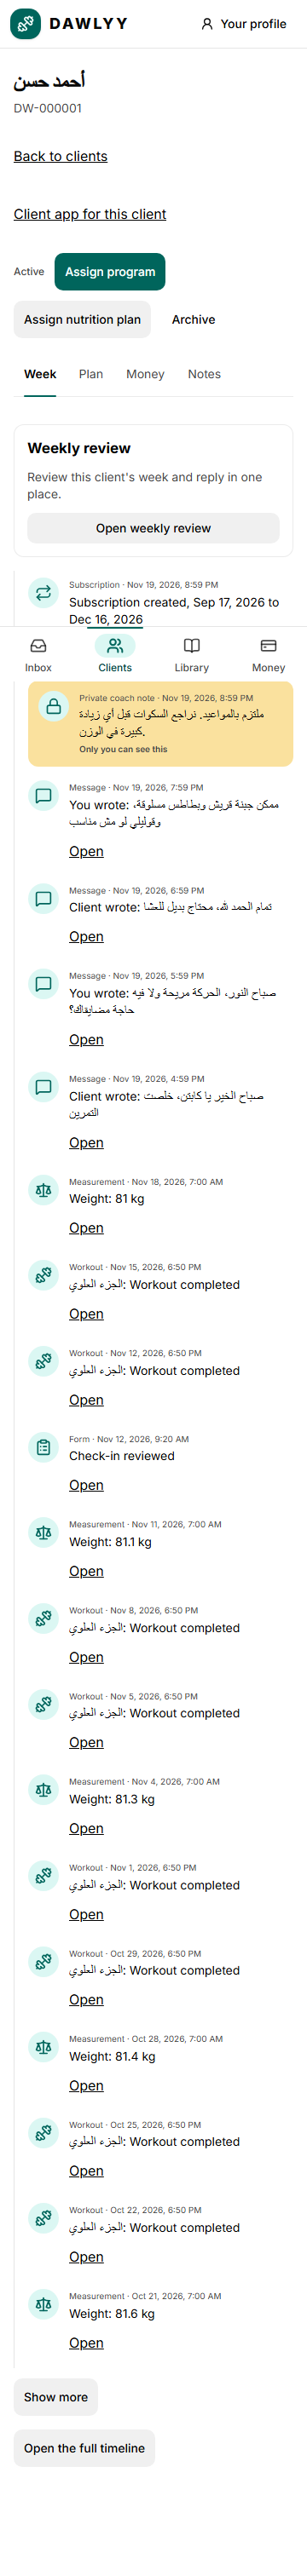 DAWLYY
Your profile
أحمد حسن
DW-000001
Back to clients
Client app for this client
Active
Assign program
Assign nutrition plan
Archive
Week
Plan
Money
Notes
Weekly review
Review this client's week and reply in one
place.
Open weekly review
Subscription · Nov 19, 2026, 8:59 PM
Subscription created, Sep 17, 2026 to
Dec 16, 2026
Inbox
Clients
Library
Money
Private coach note · Nov 19, 2026, 8:59 PM
ملتزم بالمواعيد. نراجع السكوات قبل أي زيادة
كبيرة في الوزن.
Only you can see this
Message · Nov 19, 2026, 7:59 PM
You wrote: ممكن جبنة قريش وبطاطس مسلوقة،
وقوليلي لو مش مناسب
Open
Message · Nov 19, 2026, 6:59 PM
Client wrote: تمام الحمد لله، محتاج بديل للعشا
Open
Message · Nov 19, 2026, 5:59 PM
You wrote: صباح النور، الحركة مريحة ولا فيه
حاجة مضايقاك؟
Open
Message · Nov 19, 2026, 4:59 PM
Client wrote: صباح الخير يا كابتن، خلصت
التمرين
Open
Measurement · Nov 18, 2026, 7:00 AM
Weight: 81 kg
Open
Workout · Nov 15, 2026, 6:50 PM
الجزء العلوي: Workout completed
Open
Workout · Nov 12, 2026, 6:50 PM
الجزء العلوي: Workout completed
Open
Form · Nov 12, 2026, 9:20 AM
Check-in reviewed
Open
Measurement · Nov 11, 2026, 7:00 AM
Weight: 81.1 kg
Open
Workout · Nov 8, 2026, 6:50 PM
الجزء العلوي: Workout completed
Open
Workout · Nov 5, 2026, 6:50 PM
الجزء العلوي: Workout completed
Open
Measurement · Nov 4, 2026, 7:00 AM
Weight: 81.3 kg
Open
Workout · Nov 1, 2026, 6:50 PM
الجزء العلوي: Workout completed
Open
Workout · Oct 29, 2026, 6:50 PM
الجزء العلوي: Workout completed
Open
Measurement · Oct 28, 2026, 7:00 AM
Weight: 81.4 kg
Open
Workout · Oct 25, 2026, 6:50 PM
الجزء العلوي: Workout completed
Open
Workout · Oct 22, 2026, 6:50 PM
الجزء العلوي: Workout completed
Open
Measurement · Oct 21, 2026, 7:00 AM
Weight: 81.6 kg
Open
Show more
Open the full timeline